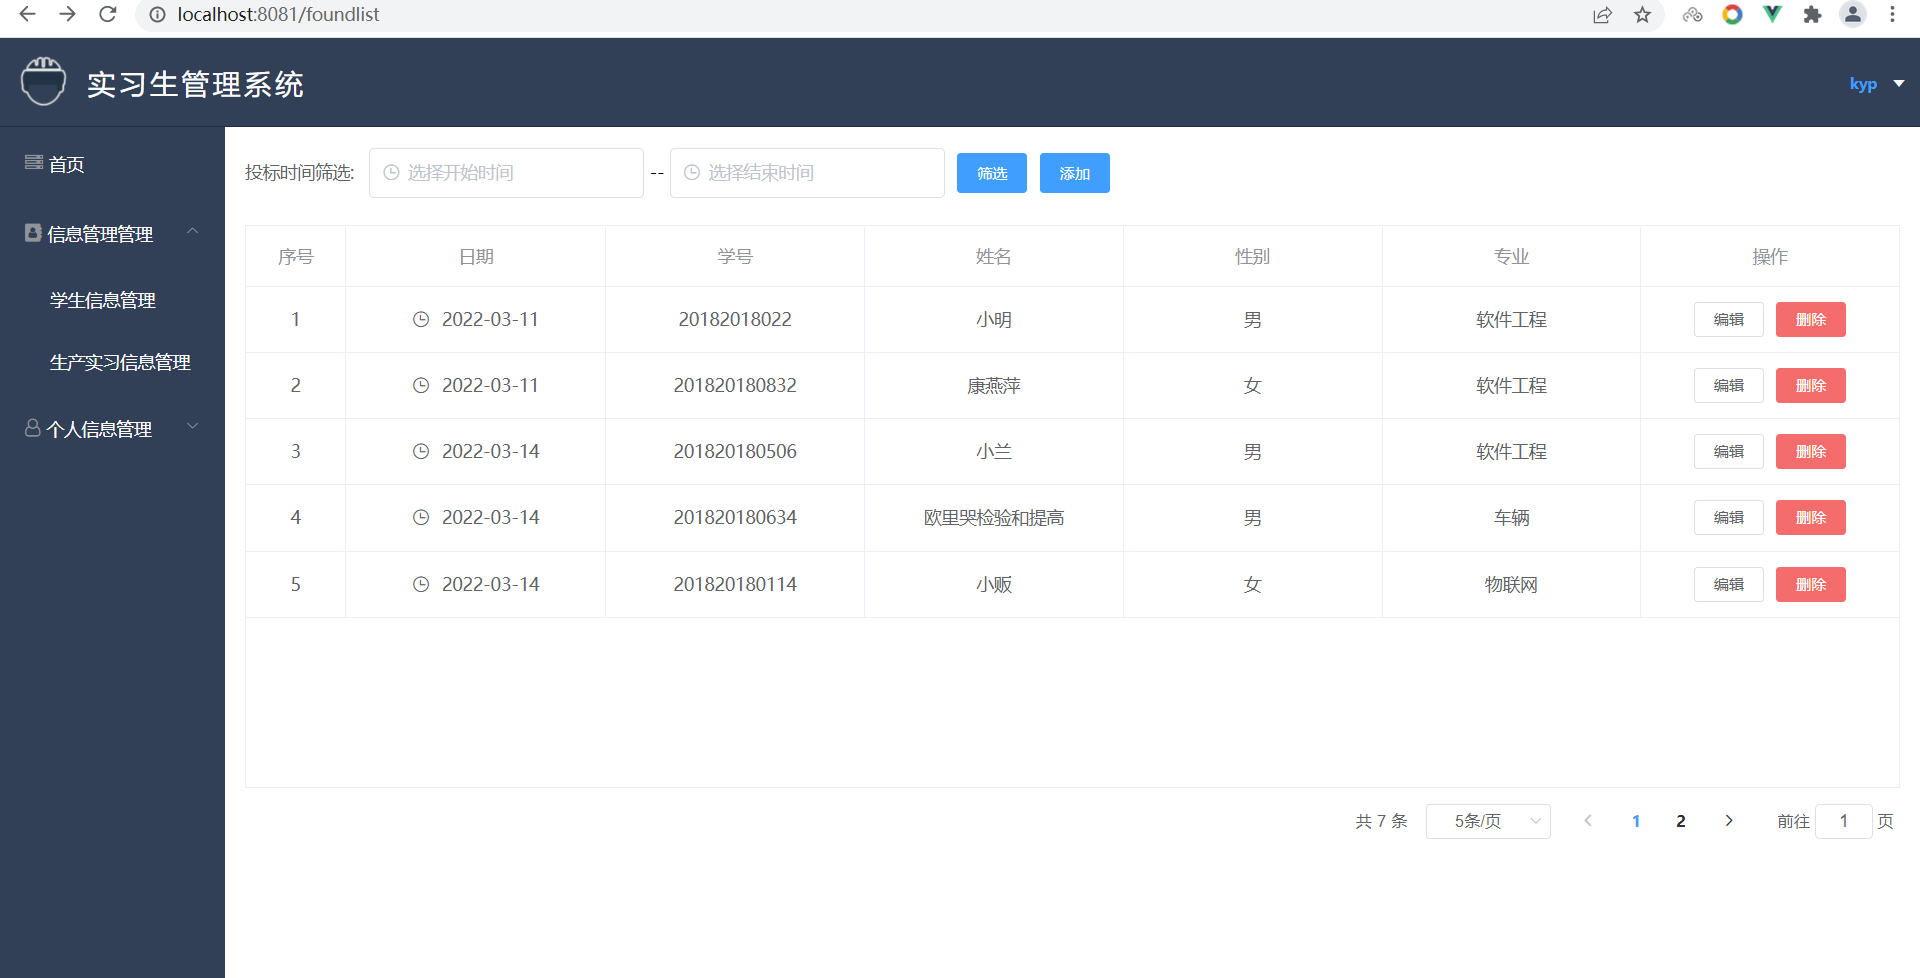 localhost:8081/foundlist
实习生管理系统
kyp
首页
信息管理管理
学生信息管理
生产实习信息管理
个人信息管理
投标时间筛选: 选择开始时间 -- 选择结束时间 筛选 添加
序号 日期 学号 姓名 性别 专业 操作
1 2022-03-11 20182018022 小明 男 软件工程 编辑 删除
2 2022-03-11 201820180832 康燕萍 女 软件工程 编辑 删除
3 2022-03-14 201820180506 小兰 男 软件工程 编辑 删除
4 2022-03-14 201820180634 欧里哭检验和提高 男 车辆 编辑 删除
5 2022-03-14 201820180114 小贩 女 物联网 编辑 删除
共 7 条 5条/页 1 2 前往 1 页